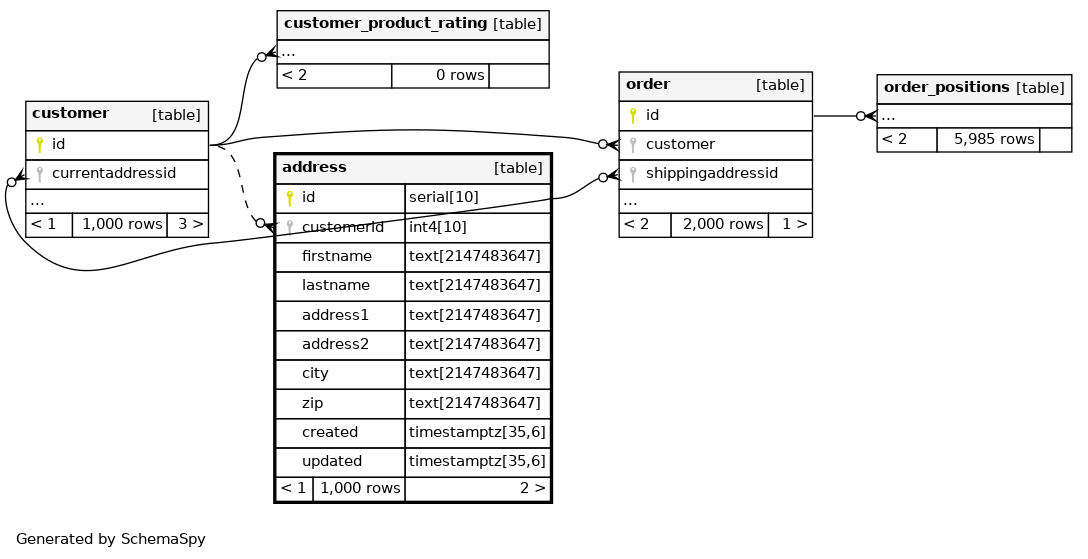 customer_product_rating [table]
...
< 2 0 rows
customer [table]
id
currentaddressid
...
< 1 1,000 rows 3 >
address [table]
id serial[10]
customerid int4[10]
firstname text[2147483647]
lastname text[2147483647]
address1 text[2147483647]
address2 text[2147483647]
city text[2147483647]
zip text[2147483647]
created timestamptz[35,6]
updated timestamptz[35,6]
< 1 1,000 rows 2 >
order [table]
id
customer
shippingaddressid
...
< 2 2,000 rows 1 >
order_positions [table]
...
< 2 5,985 rows
Generated by SchemaSpy